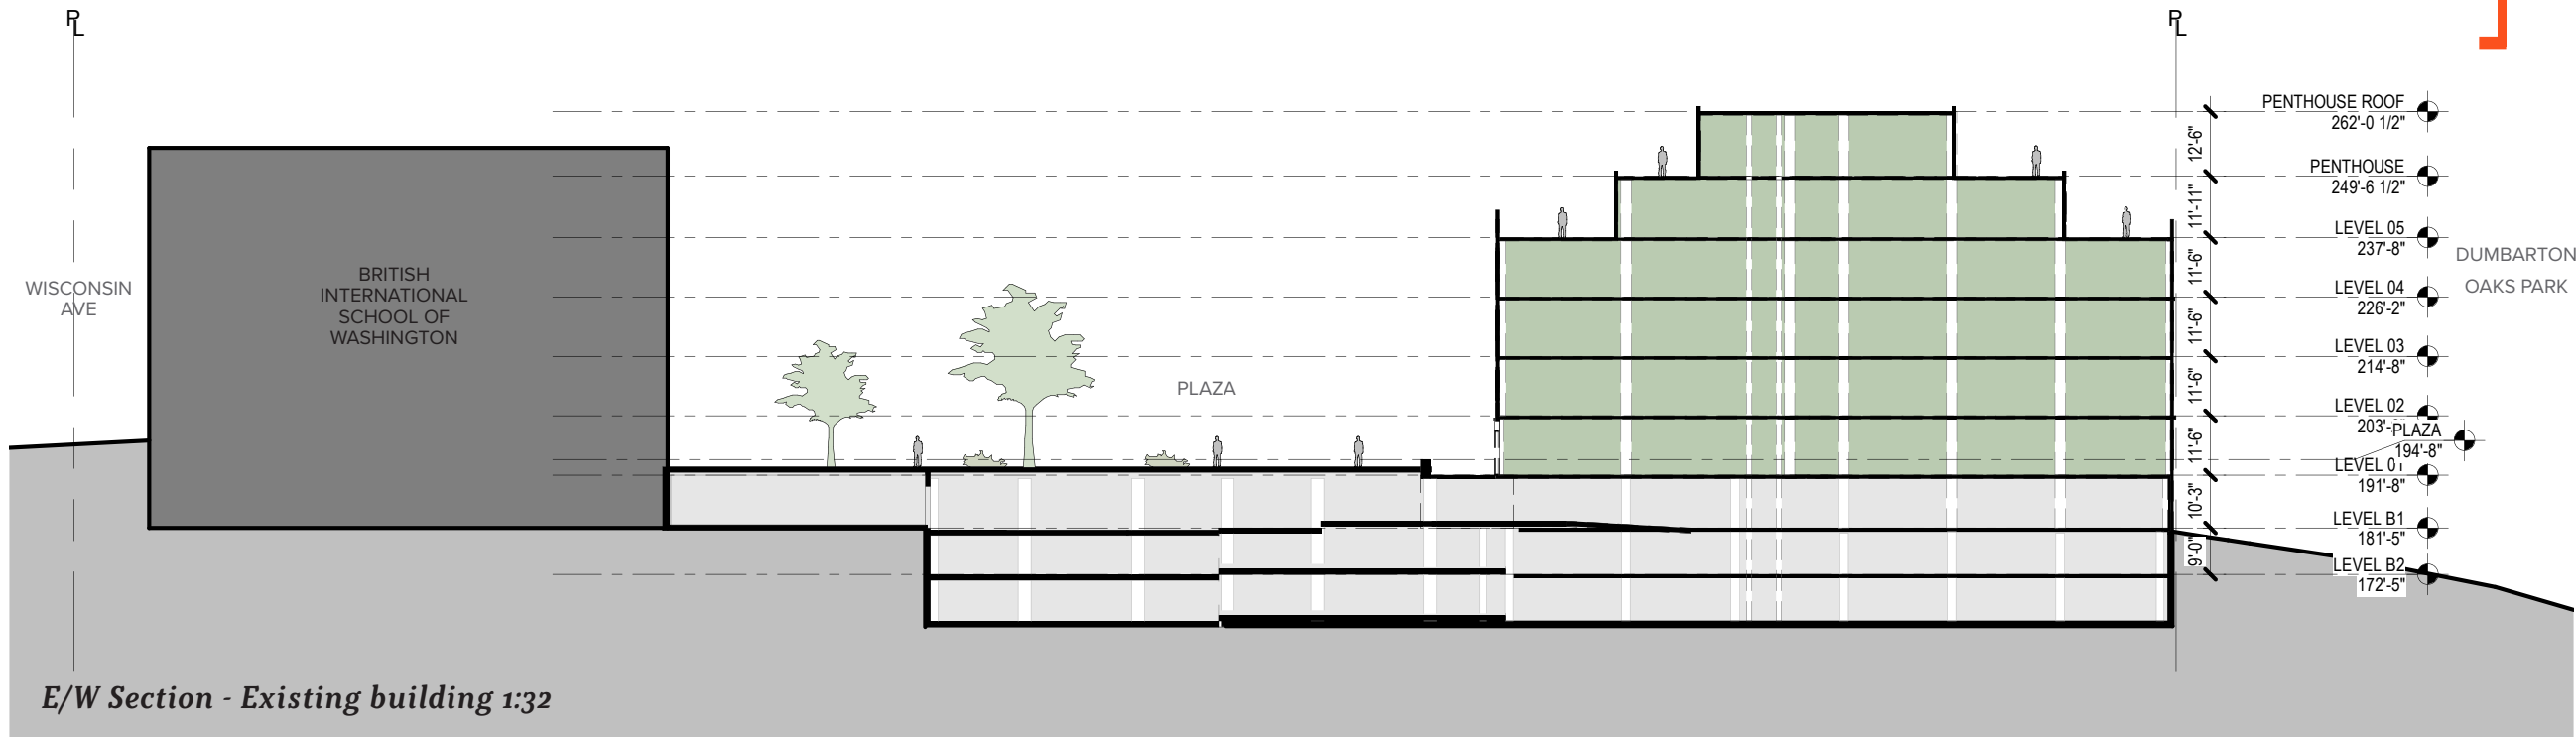 PL
PL
PENTHOUSE ROOF
262'-0 1/2"
12'-6"
PENTHOUSE
249'-6 1/2"
11'-11"
LEVEL 05
237'-8"
11'-6"
LEVEL 04
226'-2"
11'-6"
LEVEL 03
214'-8"
11'-6"
LEVEL 02
203'-
PLAZA
194'-8"
11'-6"
LEVEL 01
191'-8"
10'-3"
LEVEL B1
181'-5"
9'-0"
LEVEL B2
172'-5"
DUMBARTON
OAKS PARK
WISCONSIN
AVE
BRITISH
INTERNATIONAL
SCHOOL OF
WASHINGTON
PLAZA
E/W Section - Existing building 1:32